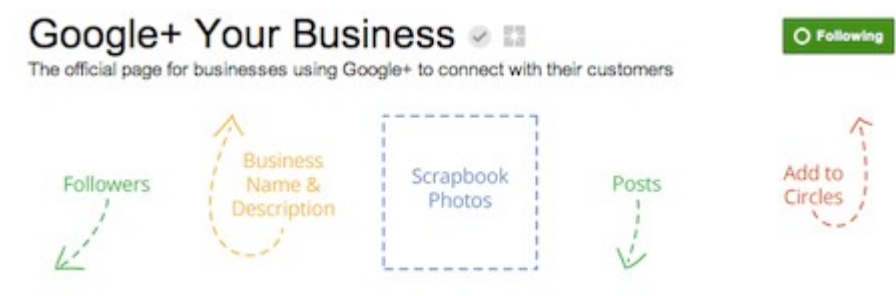 Google+ Your Business
Following
The official page for businesses using Google+ to connect with their customers
Followers
Business
Name &
Description
Scrapbook
Photos
Posts
Add to
Circles